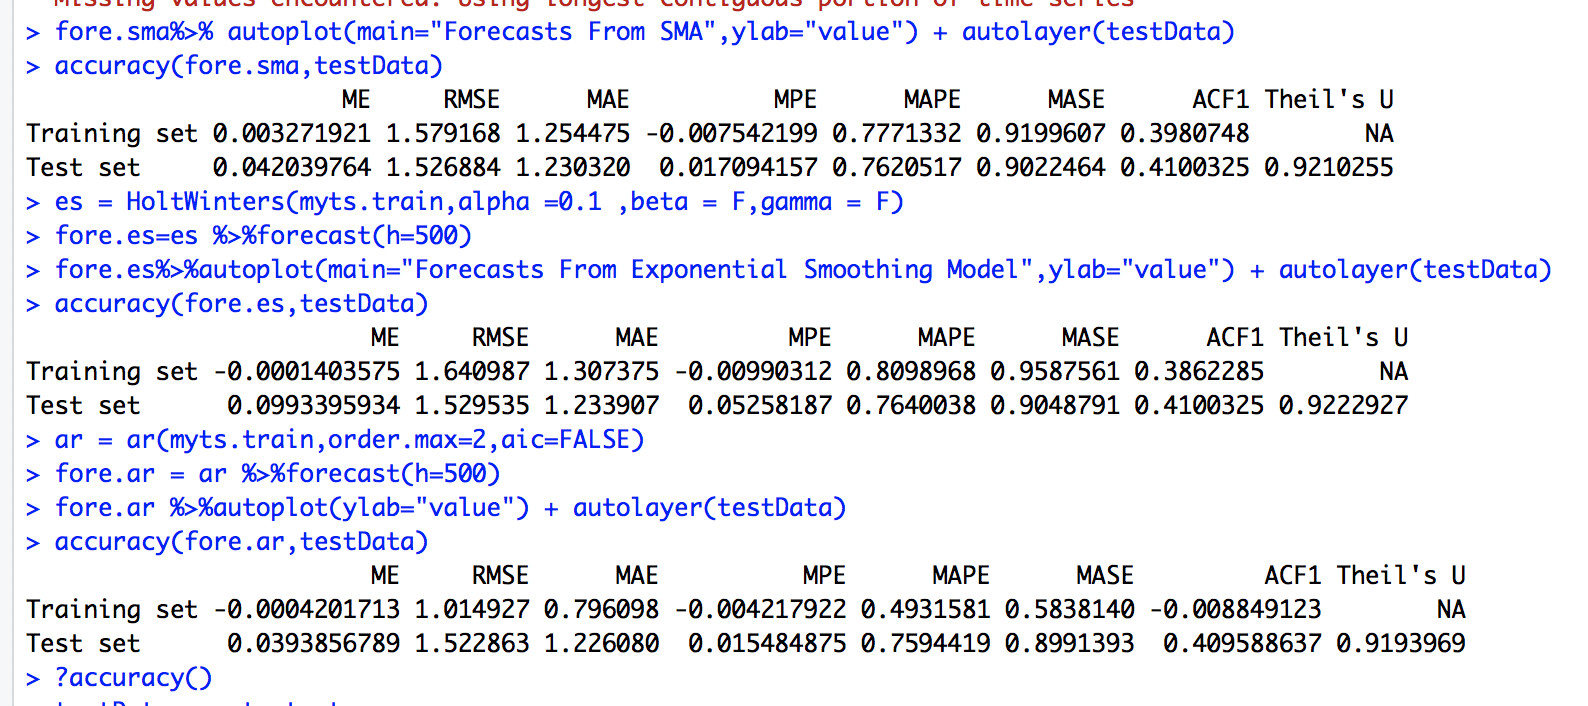 Missing values encountered. Using longest contiguous portion of time series
> fore.sma%>% autoplot(main="Forecasts From SMA",ylab="value") + autolayer(testData)
> accuracy(fore.sma,testData)
ME RMSE MAE MPE MAPE MASE ACF1 Theil's U
Training set 0.003271921 1.579168 1.254475 -0.007542199 0.7771332 0.9199607 0.3980748 NA
Test set 0.042039764 1.526884 1.230320 0.017094157 0.7620517 0.9022464 0.4100325 0.9210255
> es = HoltWinters(myts.train,alpha =0.1 ,beta = F,gamma = F)
> fore.es=es %>%forecast(h=500)
> fore.es%>%autoplot(main="Forecasts From Exponential Smoothing Model",ylab="value") + autolayer(testData)
> accuracy(fore.es,testData)
ME RMSE MAE MPE MAPE MASE ACF1 Theil's U
Training set -0.0001403575 1.640987 1.307375 -0.00990312 0.8098968 0.9587561 0.3862285 NA
Test set 0.0993395934 1.529535 1.233907 0.05258187 0.7640038 0.9048791 0.4100325 0.9222927
> ar = ar(myts.train,order.max=2,aic=FALSE)
> fore.ar = ar %>%forecast(h=500)
> fore.ar %>%autoplot(ylab="value") + autolayer(testData)
> accuracy(fore.ar,testData)
ME RMSE MAE MPE MAPE MASE ACF1 Theil's U
Training set -0.0004201713 1.014927 0.796098 -0.004217922 0.4931581 0.5838140 -0.008849123 NA
Test set 0.0393856789 1.522863 1.226080 0.015484875 0.7594419 0.8991393 0.409588637 0.9193969
> ?accuracy()